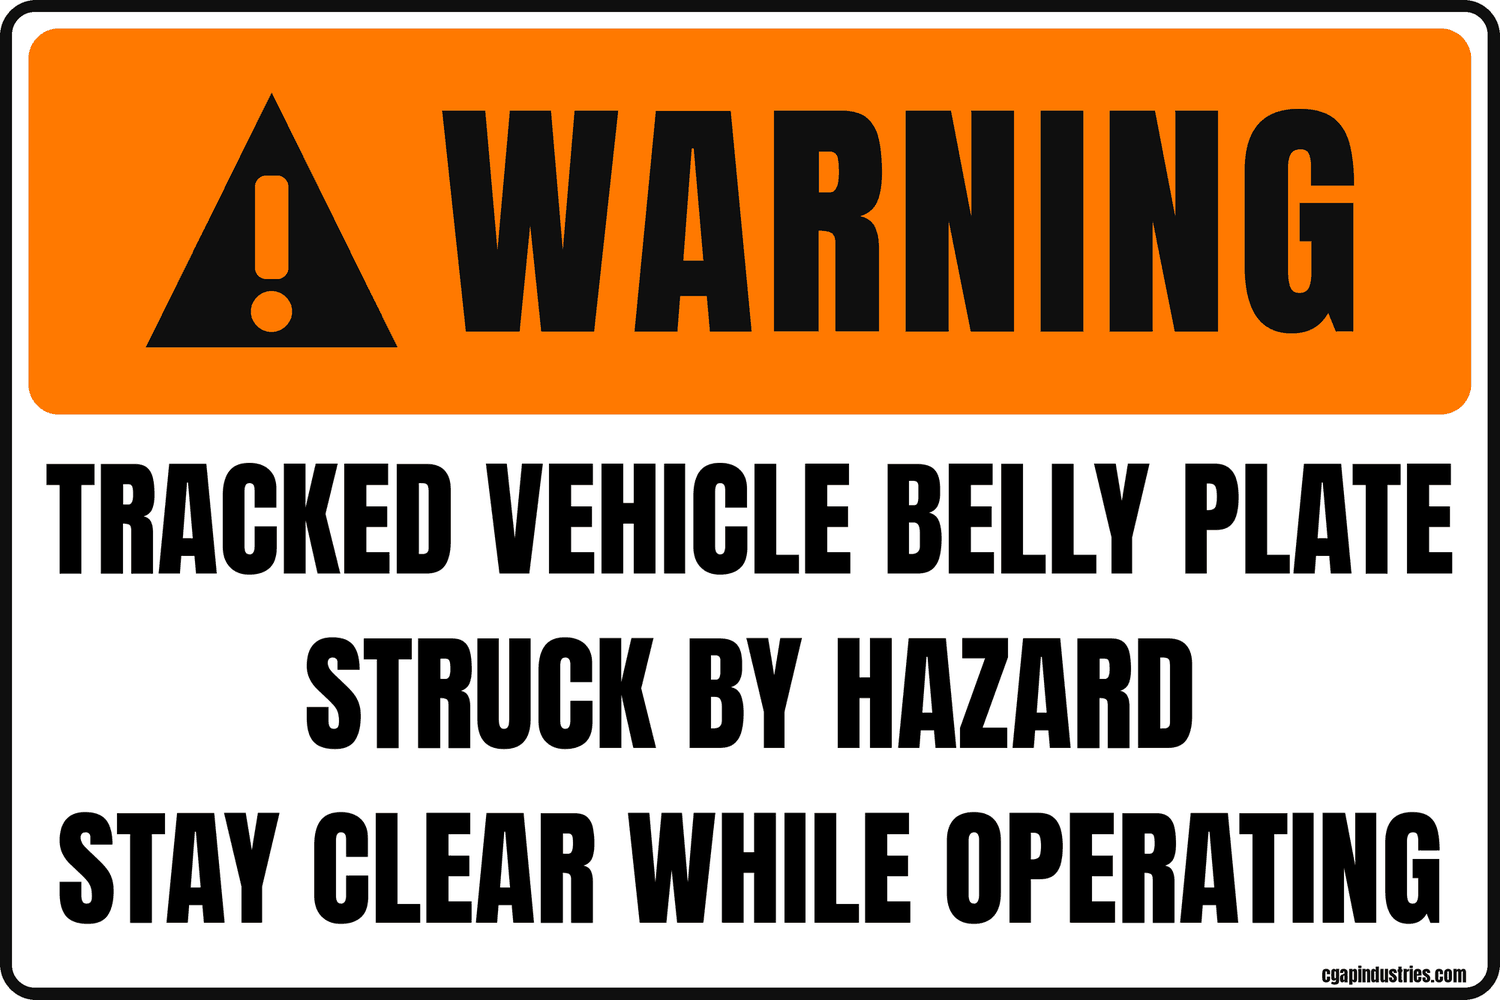 WARNING
TRACKED VEHICLE BELLY PLATE
STRUCK BY HAZARD
STAY CLEAR WHILE OPERATING
cgapindustries.com